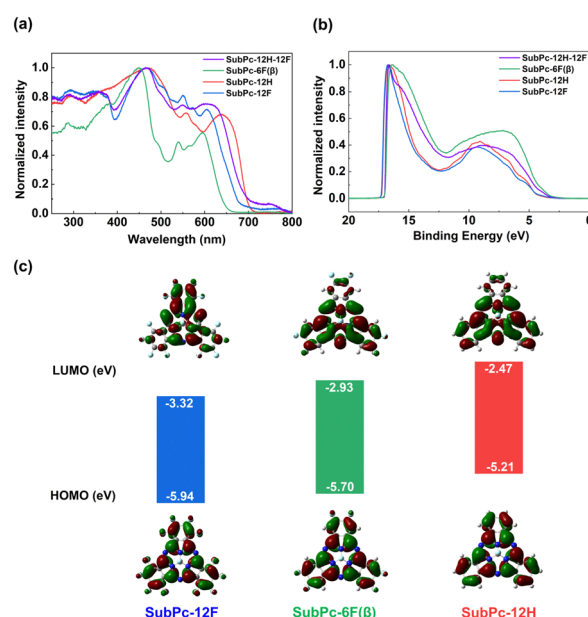 (a)
SubPc-12H-12F
SubPc-6F(β)
SubPc-12H
SubPc-12F
Normalized intensity
1.0
0.8
0.6
0.4
0.2
0.0
300 400 500 600 700 800
Wavelength (nm)
(b)
SubPc-12H-12F
SubPc-6F(β)
SubPc-12H
SubPc-12F
Normalized intensity
1.0
0.8
0.6
0.4
0.2
0.0
20 15 10 5 0
Binding Energy (eV)
(c)
LUMO (eV)
-3.32
-2.93
-2.47
HOMO (eV)
-5.94
-5.70
-5.21
SubPc-12F
SubPc-6F(β)
SubPc-12H